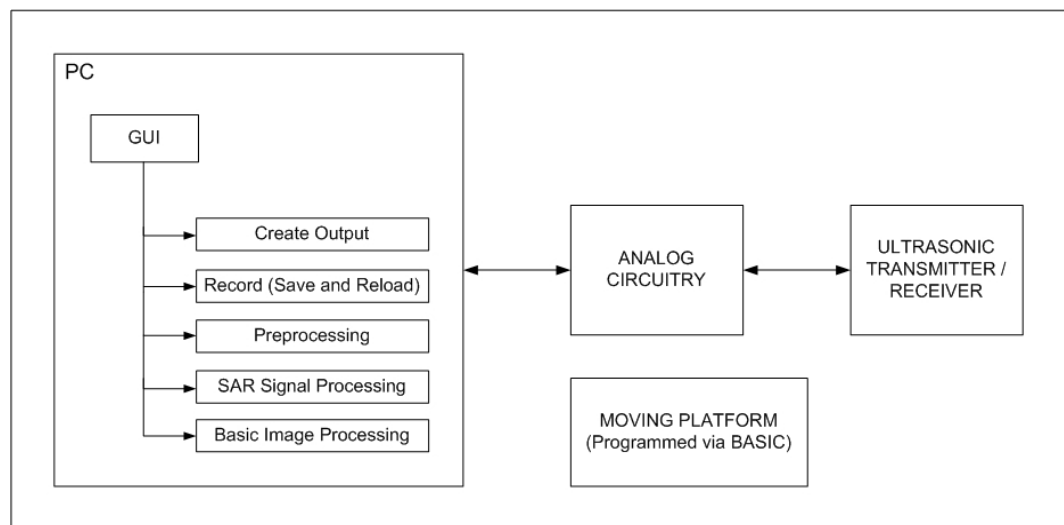 PC
GUI
Create Output
Record (Save and Reload)
Preprocessing
SAR Signal Processing
Basic Image Processing
ANALOG
CIRCUITRY
ULTRASONIC
TRANSMITTER /
RECEIVER
MOVING PLATFORM
(Programmed via BASIC)